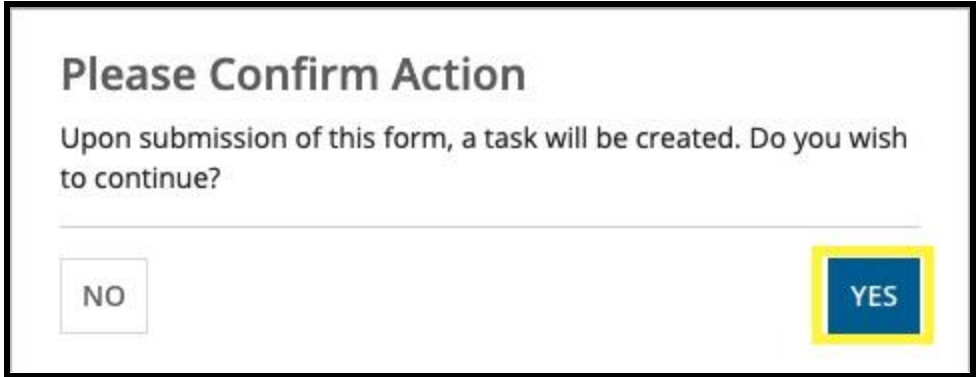 Please Confirm Action
Upon submission of this form, a task will be created. Do you wish
to continue?
NO
YES